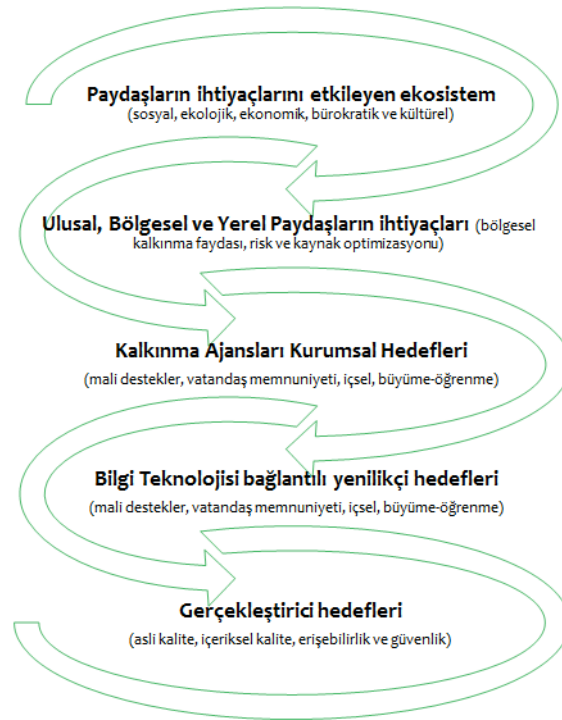 Paydaşların ihtiyaçlarını etkileyen ekosistem
(sosyal, ekolojik, ekonomik, bürokratik ve kültürel)
Ulusal, Bölgesel ve Yerel Paydaşların ihtiyaçları (bölgesel
kalkınma faydası, risk ve kaynak optimizasyonu)
Kalkınma Ajansları Kurumsal Hedefleri
(mali destekler, vatandaş memnuniyeti, içsel, büyüme-öğrenme)
Bilgi Teknolojisi bağlantılı yenilikçi hedefleri
(mali destekler, vatandaş memnuniyeti, içsel, büyüme-öğrenme)
Gerçekleştirici hedefleri
(asli kalite, içeriksel kalite, erişebilirlik ve güvenlik)